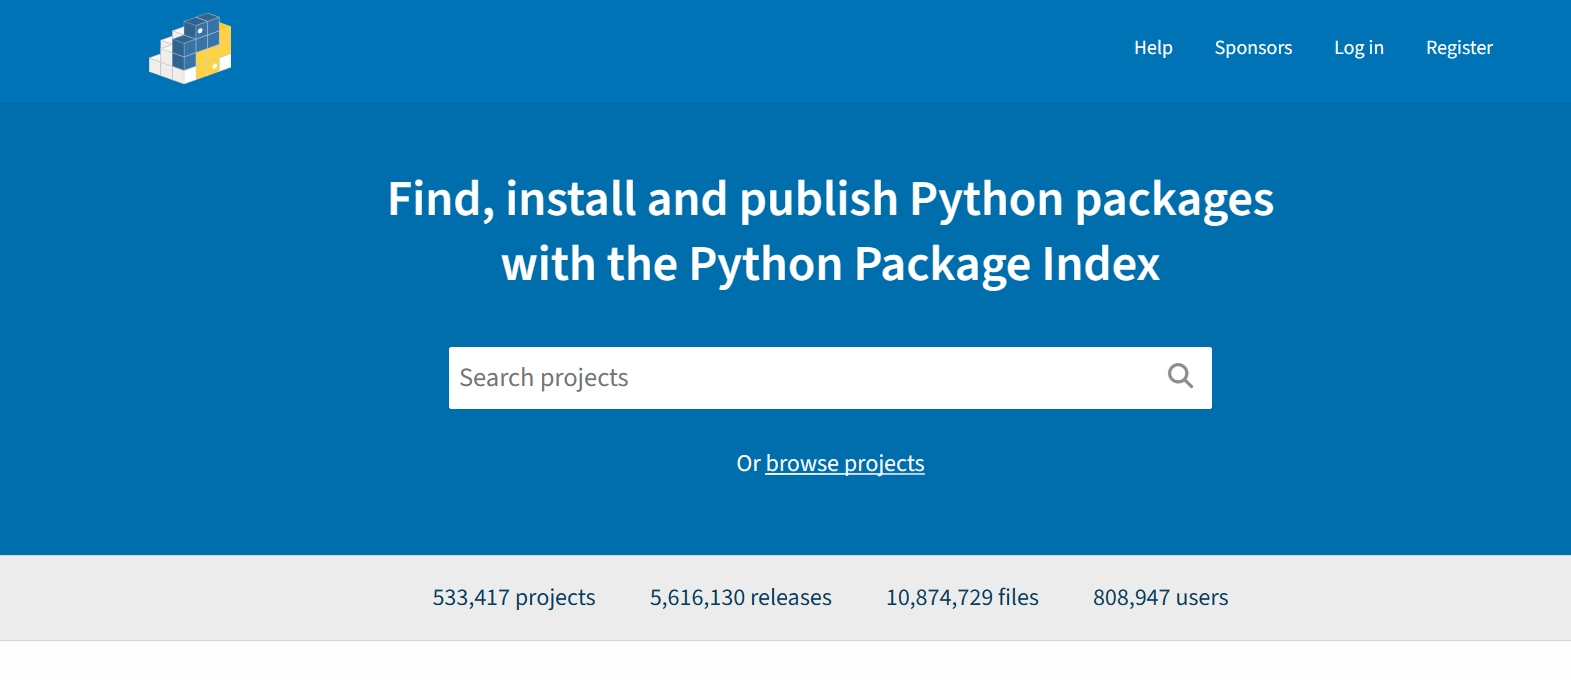 Help Sponsors Log in Register
Find, install and publish Python packages
with the Python Package Index
Search projects
Or browse projects
533,417 projects 5,616,130 releases 10,874,729 files 808,947 users